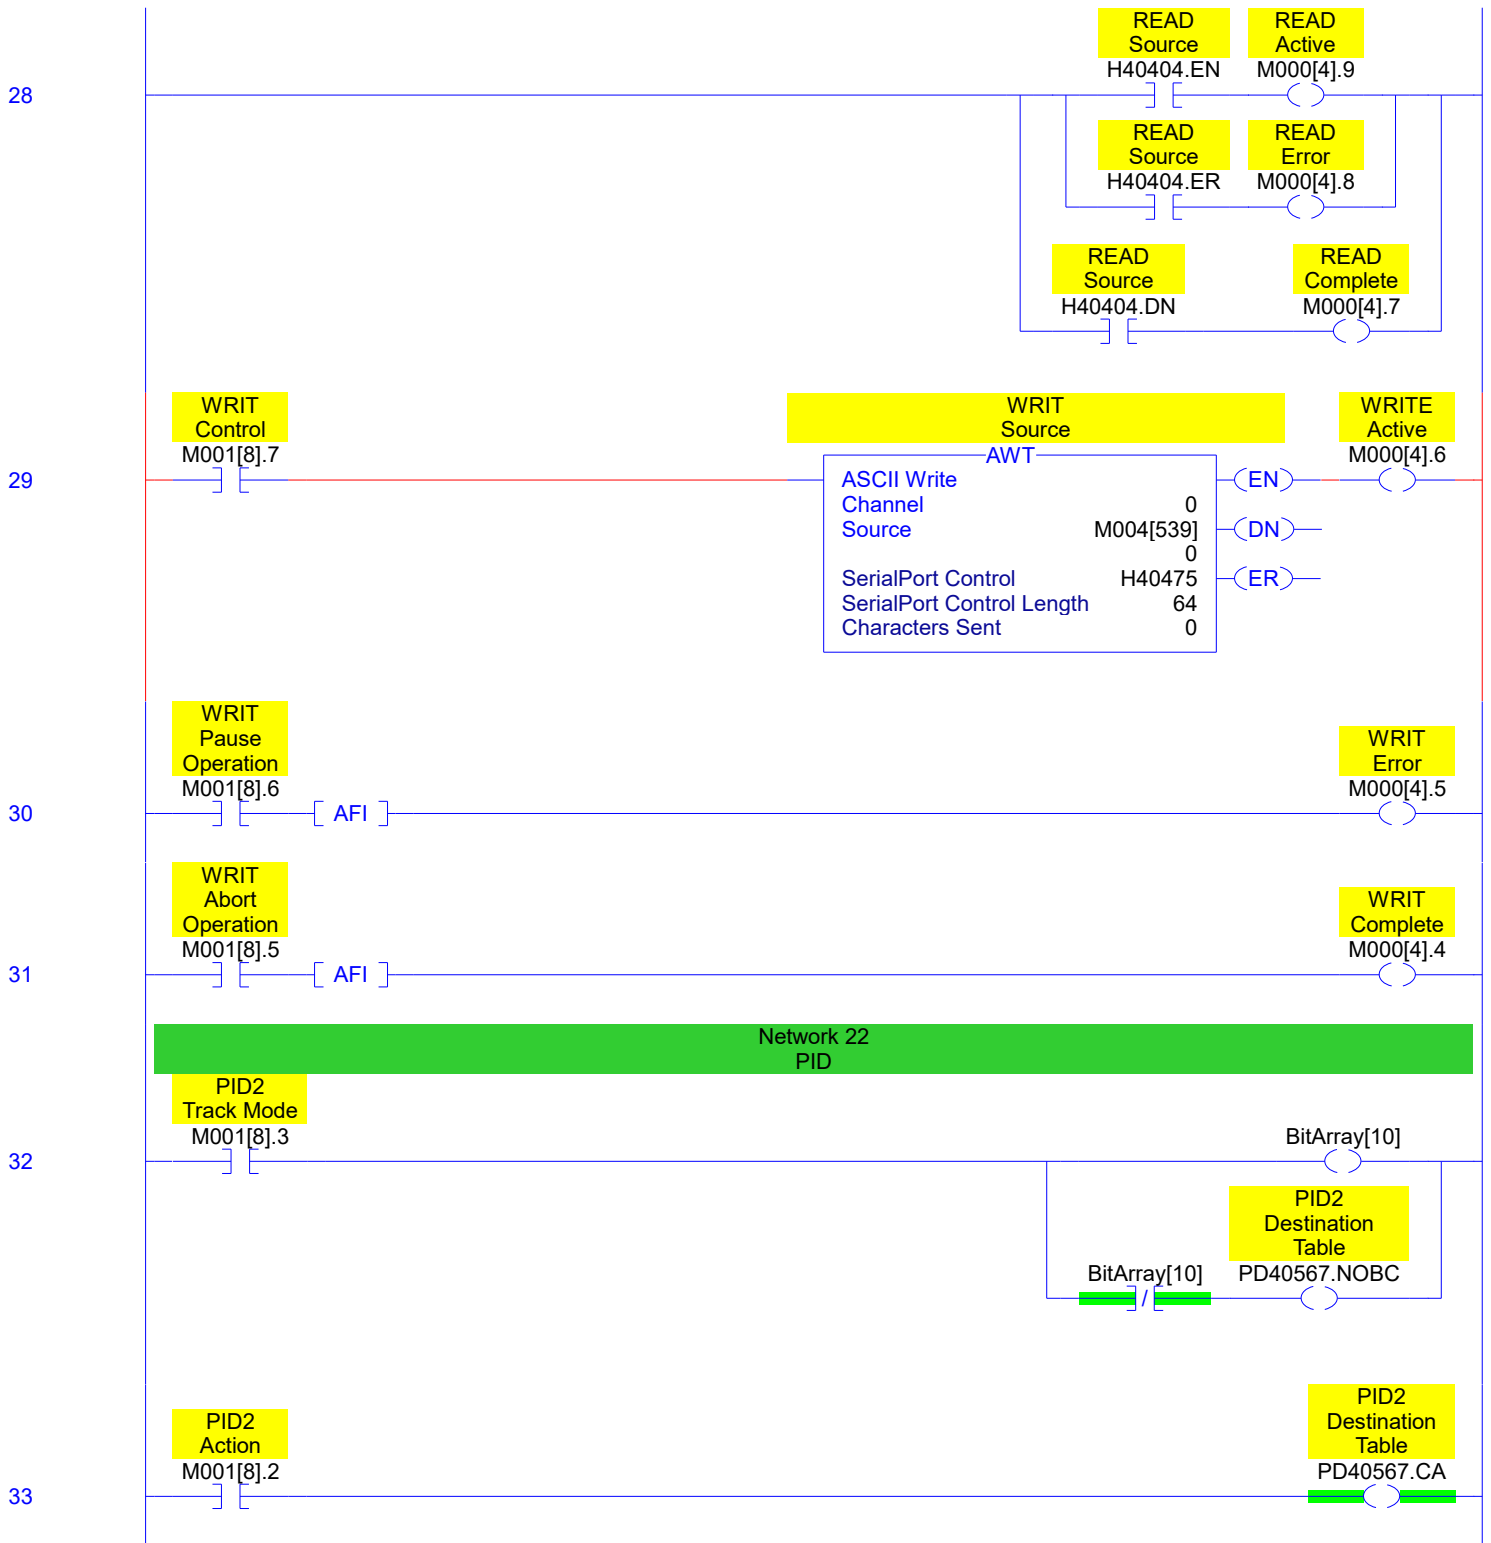 READ
Source
H40404.EN
READ
Active
M000[4].9
28
READ
Source
H40404.ER
READ
Error
M000[4].8
READ
Source
H40404.DN
READ
Complete
M000[4].7
WRIT
Control
M001[8].7
WRIT
Source
WRITE
Active
M000[4].6
29
AWT
ASCII Write
Channel 0
Source M004[539]
0
SerialPort Control H40475
SerialPort Control Length 64
Characters Sent 0
EN
DN
ER
WRIT
Pause
Operation
M001[8].6
WRIT
Error
M000[4].5
30
AFI
WRIT
Abort
Operation
M001[8].5
WRIT
Complete
M000[4].4
31
AFI
Network 22
PID
PID2
Track Mode
M001[8].3
BitArray[10]
32
PID2
Destination
Table
BitArray[10]
PD40567.NOBC
/
PID2
Action
M001[8].2
PID2
Destination
Table
PD40567.CA
33